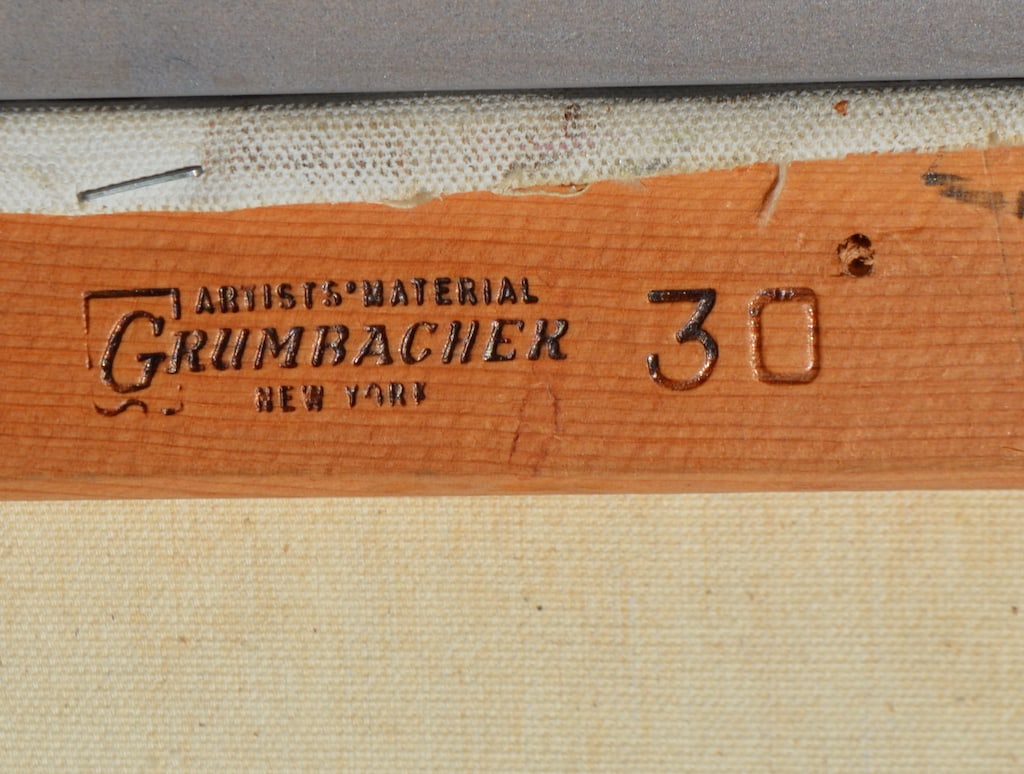 ARTISTS' MATERIAL
GRUMBACHER
NEW YORK
30